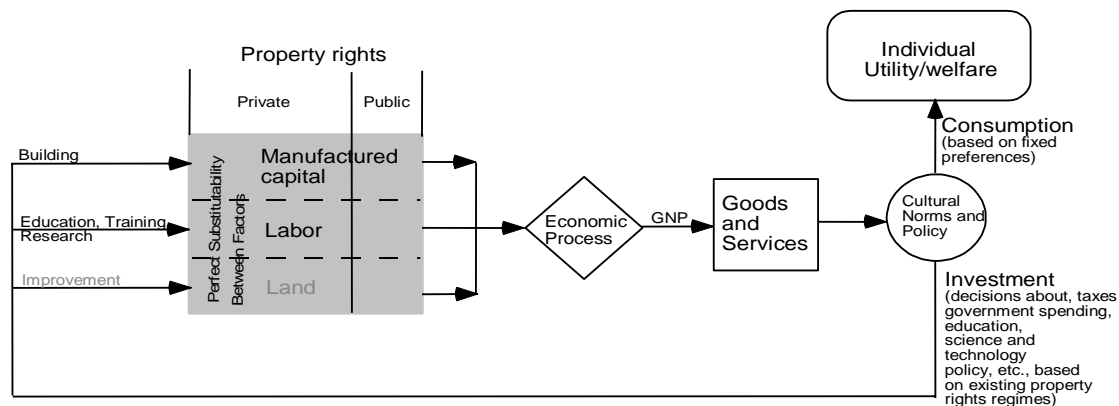 Property rights
Private
Public
Building
Education, Training,
Research
Improvement
Perfect Substitutability
Between Factors
Manufactured
capital
Labor
Land
Economic
Process
GNP
Goods
and
Services
Cultural
Norms and
Policy
Individual
Utility/welfare
Consumption
(based on fixed
preferences)
Investment
(decisions about, taxes
government spending,
education,
science and
technology
policy, etc., based
on existing property
rights regimes)